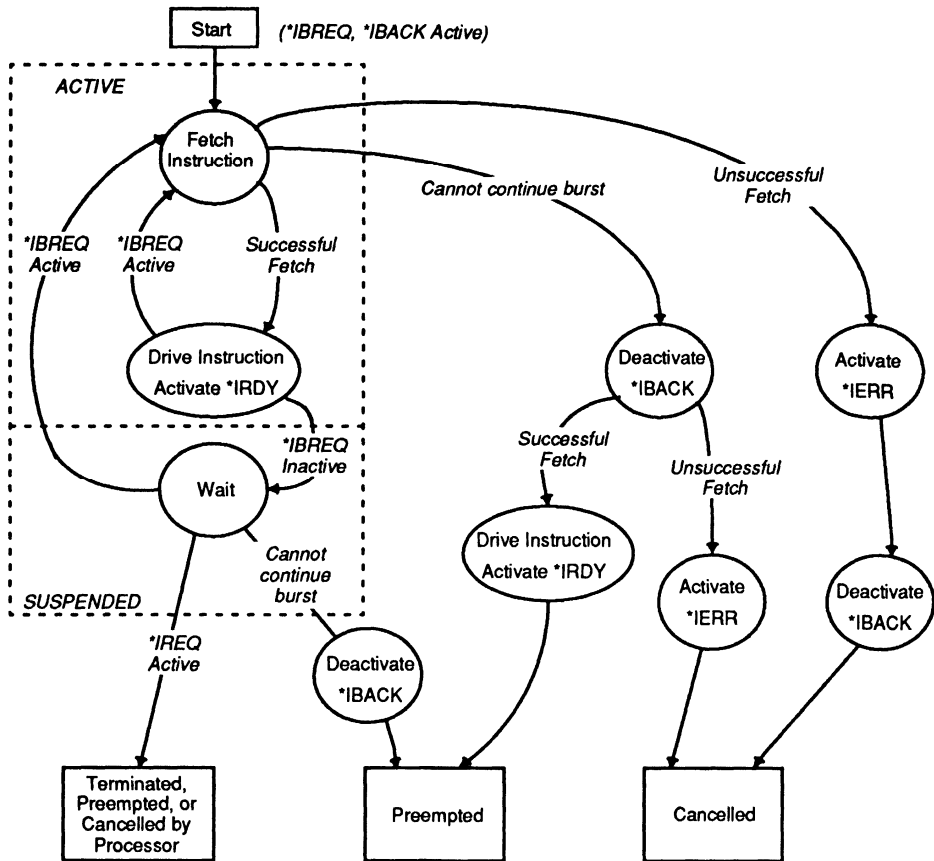 Start
(*IBREQ, *IBACK Active)
ACTIVE
Fetch
Instruction
Unsuccessful
Fetch
Cannot continue burst
*IBREQ
Active
*IBREQ
Active
Successful
Fetch
Drive Instruction
Activate *IRDY
Deactivate
*IBACK
Activate
*IERR
*IBREQ
Inactive
Successful
Fetch
Unsuccessful
Fetch
Wait
Drive Instruction
Activate *IRDY
Cannot
continue
burst
Activate
*IERR
Deactivate
*IBACK
SUSPENDED
*IREQ
Active
Deactivate
*IBACK
Terminated,
Preempted, or
Cancelled by
Processor
Preempted
Cancelled